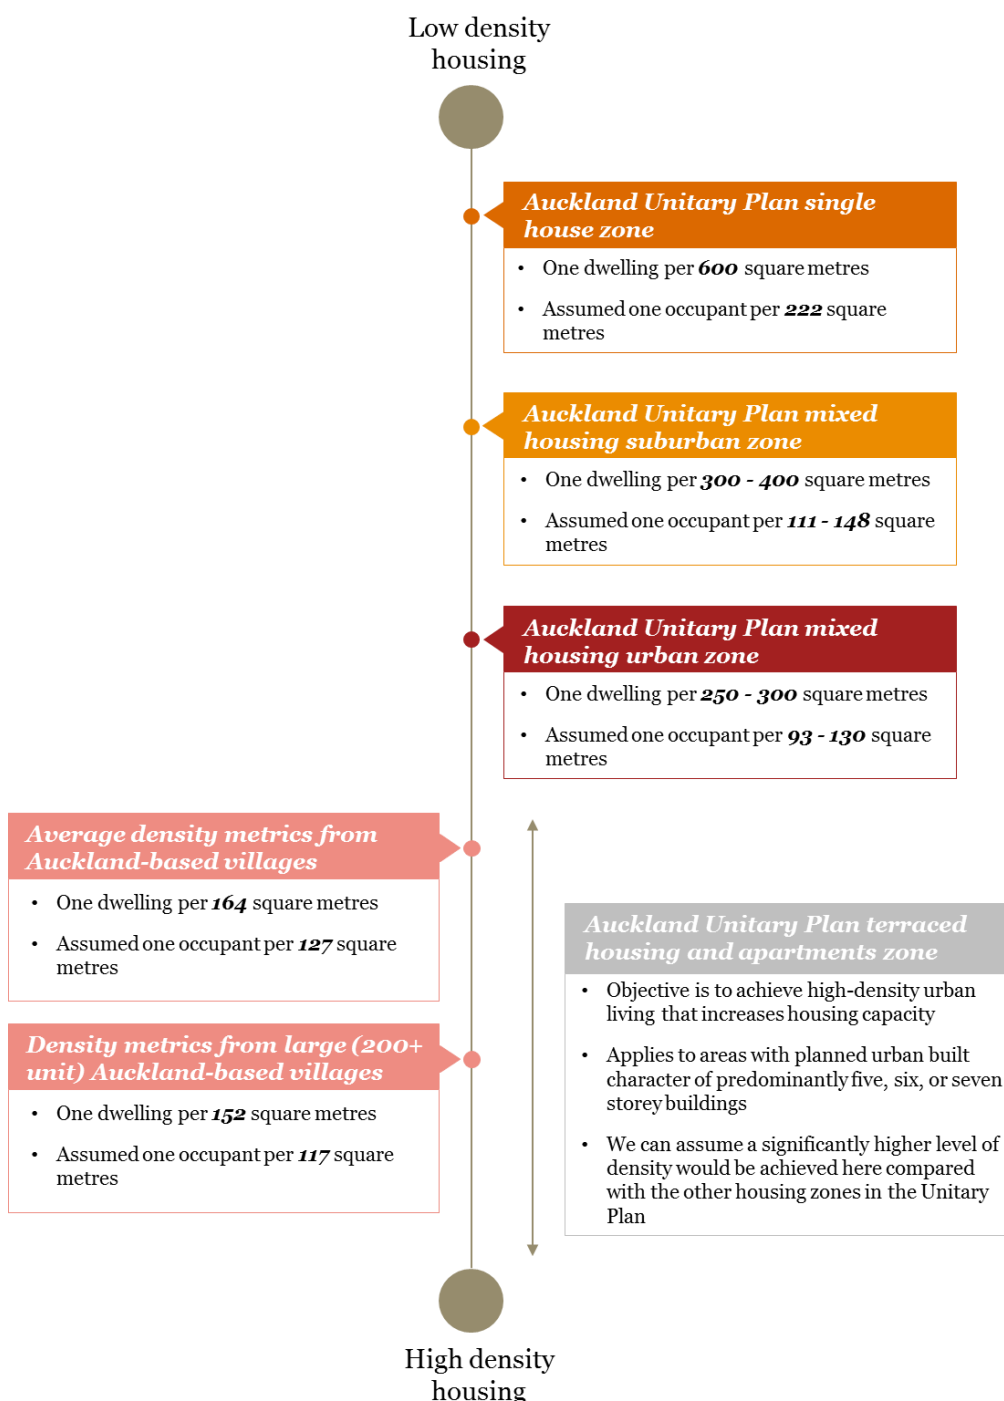 Low density
housing
Auckland Unitary Plan single
house zone
• One dwelling per 600 square metres
• Assumed one occupant per 222 square
metres
Auckland Unitary Plan mixed
housing suburban zone
• One dwelling per 300 - 400 square metres
• Assumed one occupant per 111 - 148 square
metres
Auckland Unitary Plan mixed
housing urban zone
• One dwelling per 250 - 300 square metres
• Assumed one occupant per 93 - 130 square
metres
Average density metrics from
Auckland-based villages
• One dwelling per 164 square metres
• Assumed one occupant per 127 square
metres
Density metrics from large (200+
unit) Auckland-based villages
• One dwelling per 152 square metres
• Assumed one occupant per 117 square
metres
Auckland Unitary Plan terraced
housing and apartments zone
• Objective is to achieve high-density urban
living that increases housing capacity
• Applies to areas with planned urban built
character of predominantly five, six, or seven
storey buildings
• We can assume a significantly higher level of
density would be achieved here compared
with the other housing zones in the Unitary
Plan
High density
housing